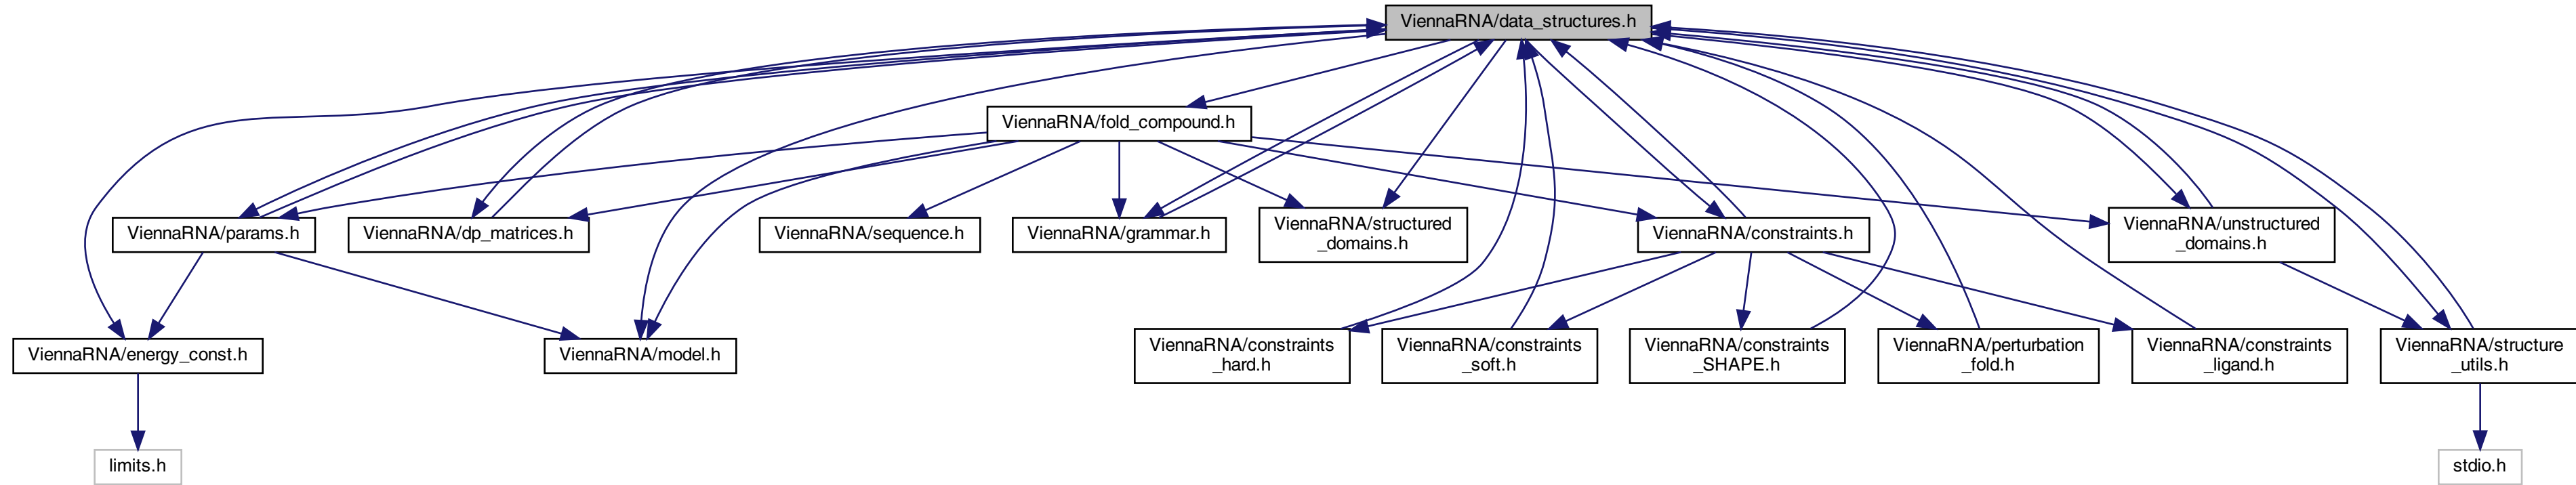 ViennaRNA/data_structures.h
ViennaRNA/fold_compound.h
ViennaRNA/params.h
ViennaRNA/dp_matrices.h
ViennaRNA/sequence.h
ViennaRNA/grammar.h
ViennaRNA/structured
_domains.h
ViennaRNA/constraints.h
ViennaRNA/unstructured
_domains.h
ViennaRNA/energy_const.h
ViennaRNA/model.h
ViennaRNA/constraints
_hard.h
ViennaRNA/constraints
_soft.h
ViennaRNA/constraints
_SHAPE.h
ViennaRNA/perturbation
_fold.h
ViennaRNA/constraints
_ligand.h
ViennaRNA/structure
_utils.h
limits.h
stdio.h